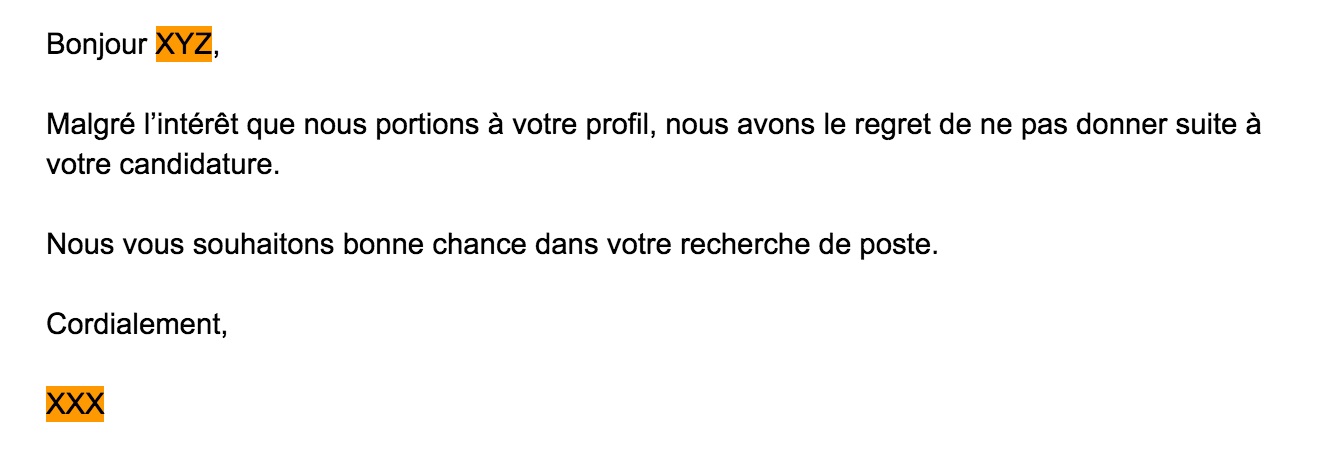 Bonjour XYZ,
Malgré l’intérêt que nous portions à votre profil, nous avons le regret de ne pas donner suite à
votre candidature.
Nous vous souhaitons bonne chance dans votre recherche de poste.
Cordialement,
XXX